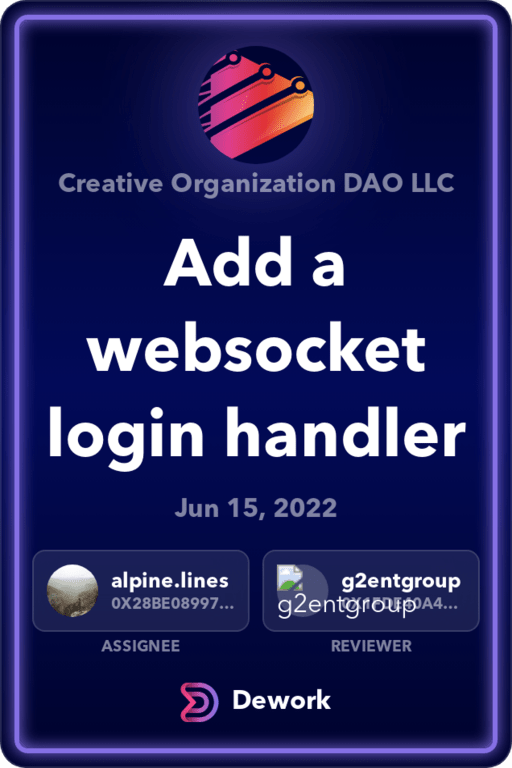 Creative Organization DAO LLC
Add a
websocket
login handler
Jun 15, 2022
alpine.lines
0X28BE08997...
g2entgroup
g2entgroup
ASSIGNEE
REVIEWER
Dework